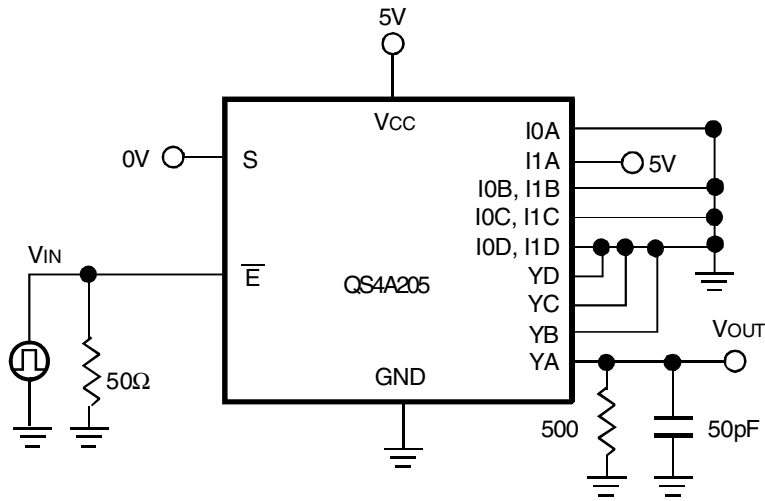 5V
VCC
0V
S
I0A
I1A
5V
I0B, I1B
I0C, I1C
VIN
I0D, I1D
E
QS4A205
YD
YC
YB
VOUT
YA
50Ω
GND
500
50pF